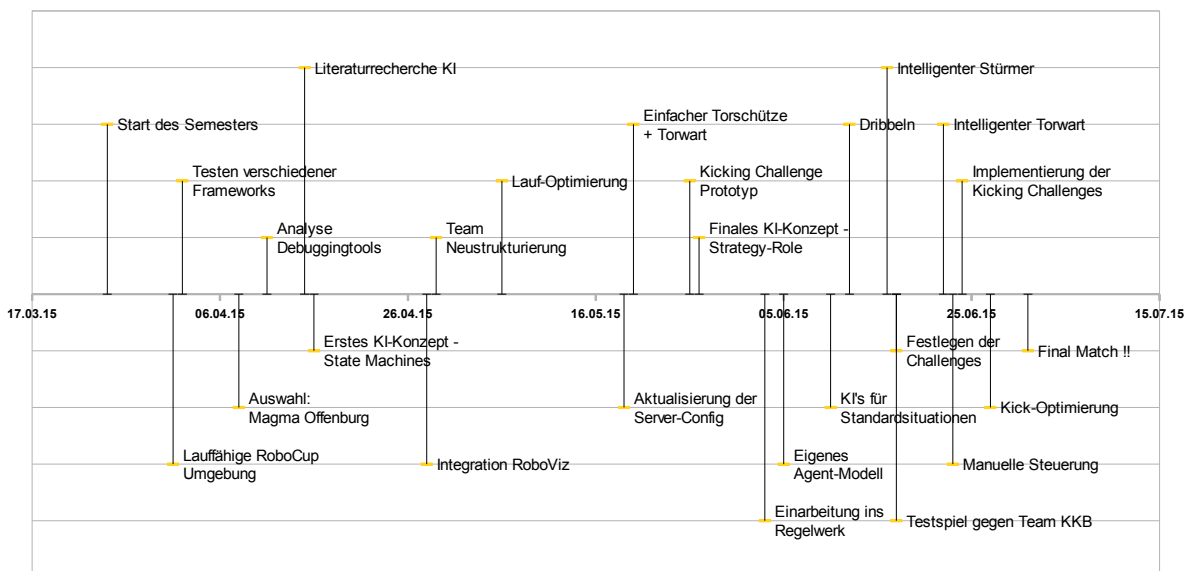 Literaturrecherche KI
Intelligenter Stürmer
Start des Semesters
Einfacher Torschütze
+ Torwart
Dribbeln
Intelligenter Torwart
Testen verschiedener
Frameworks
Lauf-Optimierung
Kicking Challenge
Prototyp
Implementierung der
Kicking Challenges
Analyse
Debuggingtools
Team
Neustrukturierung
Finales KI-Konzept -
Strategy-Role
17.03.15
06.04.15
26.04.15
16.05.15
05.06.15
25.06.15
15.07.15
Erstes KI-Konzept -
State Machines
Festlegen der
Challenges
Final Match !!
Auswahl:
Magma Offenburg
Aktualisierung der
Server-Config
KI's für
Standardsituationen
Kick-Optimierung
Lauffähige RoboCup
Umgebung
Integration RoboViz
Eigenes
Agent-Modell
Manuelle Steuerung
Einarbeitung ins
Regelwerk
Testspiel gegen Team KKB